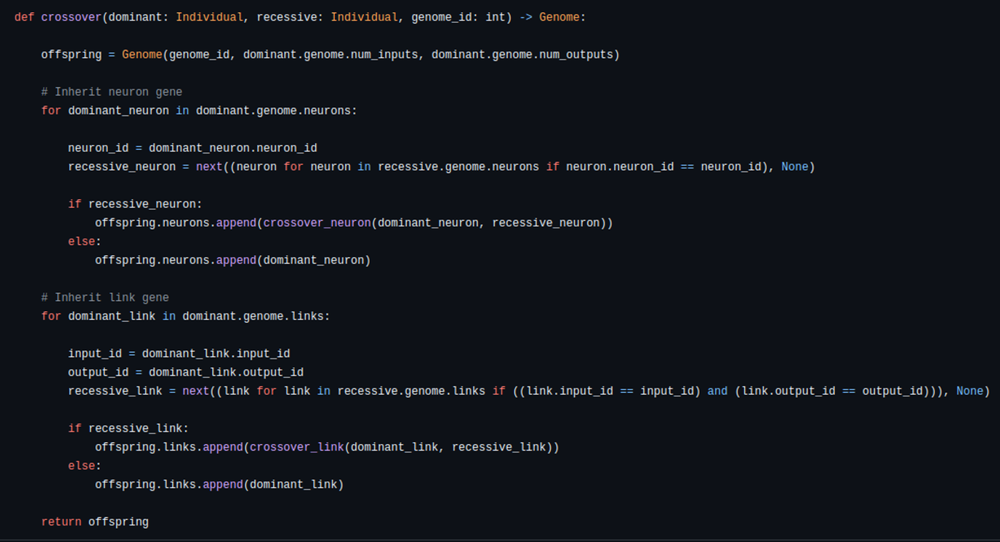 def crossover(dominant: Individual, recessive: Individual, genome_id: int) -> Genome:
offspring = Genome(genome_id, dominant.genome.num_inputs, dominant.genome.num_outputs)
# Inherit neuron gene
for dominant_neuron in dominant.genome.neurons:
neuron_id = dominant_neuron.neuron_id
recessive_neuron = next((neuron for neuron in recessive.genome.neurons if neuron.neuron_id == neuron_id), None)
if recessive_neuron:
offspring.neurons.append(crossover_neuron(dominant_neuron, recessive_neuron))
else:
offspring.neurons.append(dominant_neuron)
# Inherit link gene
for dominant_link in dominant.genome.links:
input_id = dominant_link.input_id
output_id = dominant_link.output_id
recessive_link = next((link for link in recessive.genome.links if ((link.input_id == input_id) and (link.output_id == output_id))), None)
if recessive_link:
offspring.links.append(crossover_link(dominant_link, recessive_link))
else:
offspring.links.append(dominant_link)
return offspring